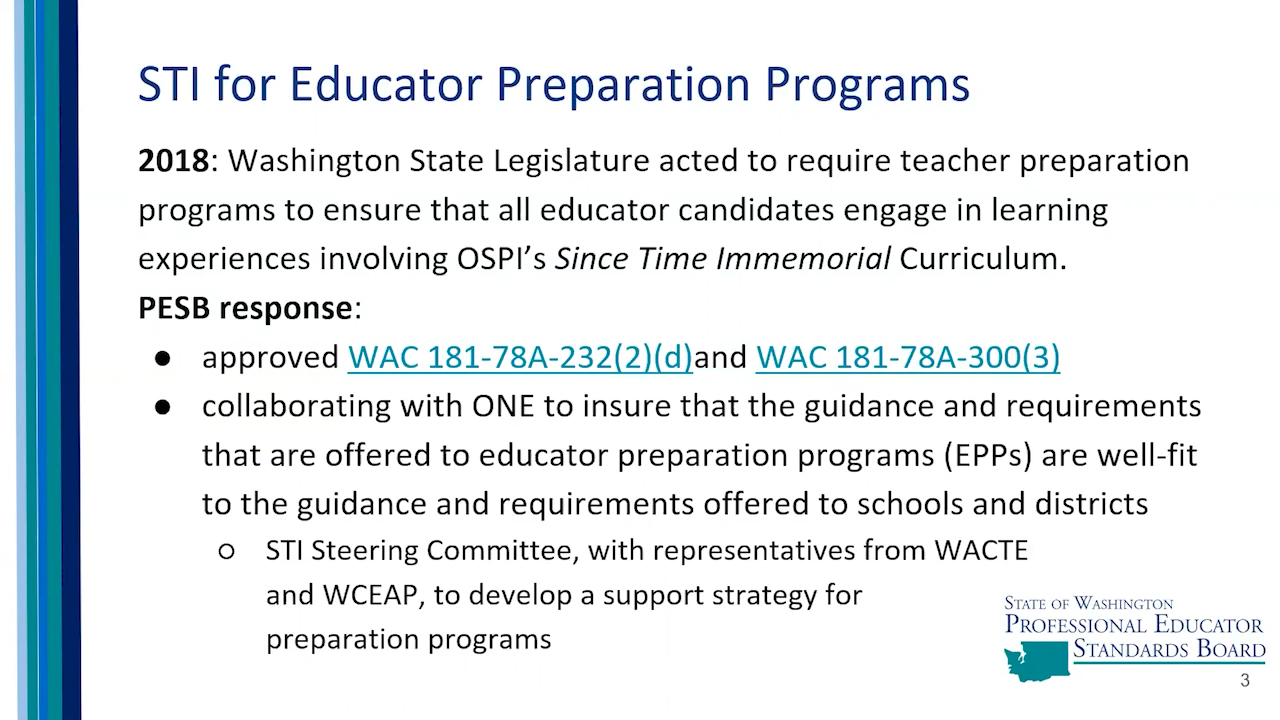 STI for Educator Preparation Programs
2018: Washington State Legislature acted to require teacher preparation
programs to ensure that all educator candidates engage in learning
experiences involving OSPI’s Since Time Immemorial Curriculum.
PESB response:
● approved WAC 181-78A-232(2)(d)and WAC 181-78A-300(3)
● collaborating with ONE to insure that the guidance and requirements
that are offered to educator preparation programs (EPPs) are well-fit
to the guidance and requirements offered to schools and districts
○ STI Steering Committee, with representatives from WACTE
and WCEAP, to develop a support strategy for
preparation programs
STATE OF WASHINGTON
PROFESSIONAL EDUCATOR
STANDARDS BOARD
3